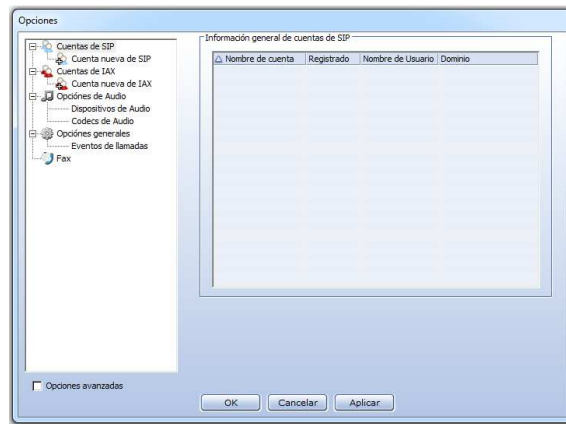 Opciones
Cuentas de SIP
Cuenta nueva de SIP
Cuentas de IAX
Cuenta nueva de IAX
Opciónes de Audio
Dispositivos de Audio
Codecs de Audio
Opciónes generales
Eventos de llamadas
Fax
Información general de cuentas de SIP
Nombre de cuenta Registrado Nombre de Usuario Dominio
Opciones avanzadas
OK Cancelar Aplicar